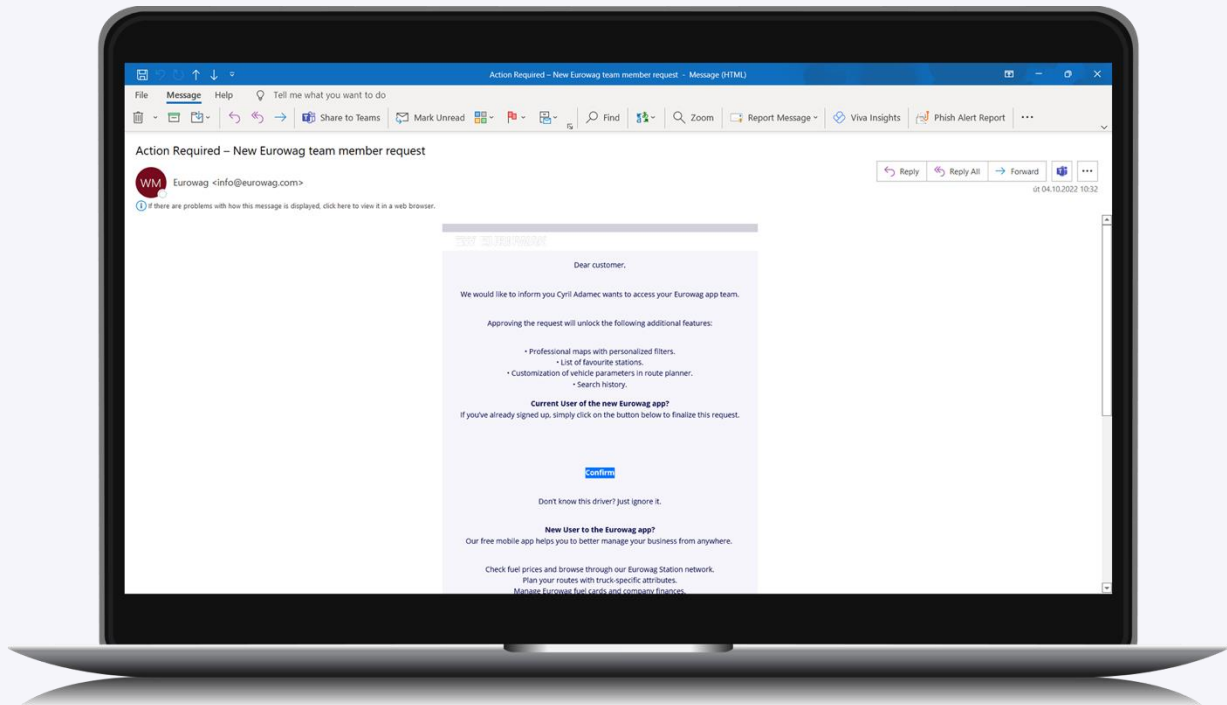 Action Required – New Eurowag team member request - Message (HTML)
File Message Help Tell me what you want to do
Share to Teams Mark Unread Find Zoom Report Message Viva Insights Phish Alert Report
Action Required – New Eurowag team member request
WM
Eurowag <info@eurowag.com>
Reply Reply All Forward
út 04.10.2022 10:32
If there are problems with how this message is displayed, click here to view it in a web browser.
Dear customer,
We would like to inform you Cyril Adamec wants to access your Eurowag app team.
Approving the request will unlock the following additional features:
• Professional maps with personalized filters.
• List of favourite stations.
• Customization of vehicle parameters in route planner.
• Search history.
Current User of the new Eurowag app?
If you've already signed up, simply click on the button below to finalize this request.
Confirm
Don't know this driver? Just ignore it.
New User to the Eurowag app?
Our free mobile app helps you to better manage your business from anywhere.
Check fuel prices and browse through our Eurowag Station network.
Plan your routes with truck-specific attributes.
Manage Eurowag fuel cards and company finances.